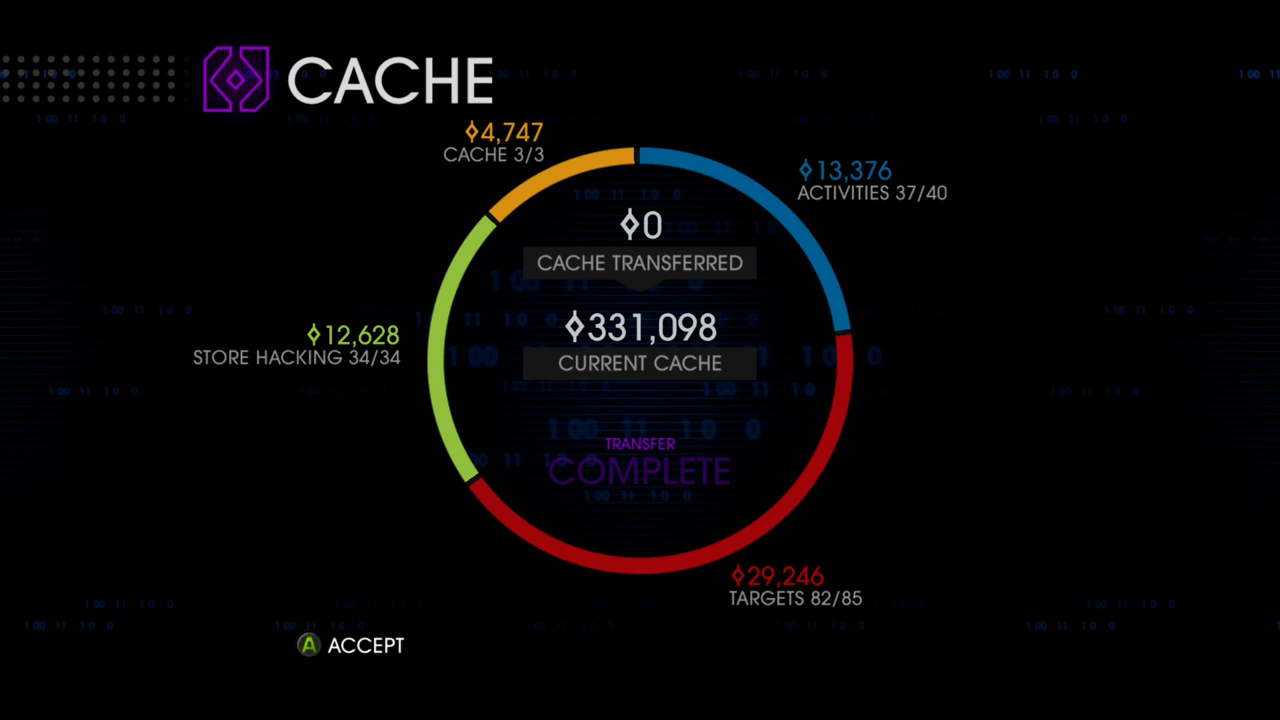 CACHE
4,747
CACHE 3/3
13,376
ACTIVITIES 37/40
0
CACHE TRANSFERRED
12,628
STORE HACKING 34/34
331,098
CURRENT CACHE
TRANSFER
COMPLETE
29,246
TARGETS 82/85
A ACCEPT